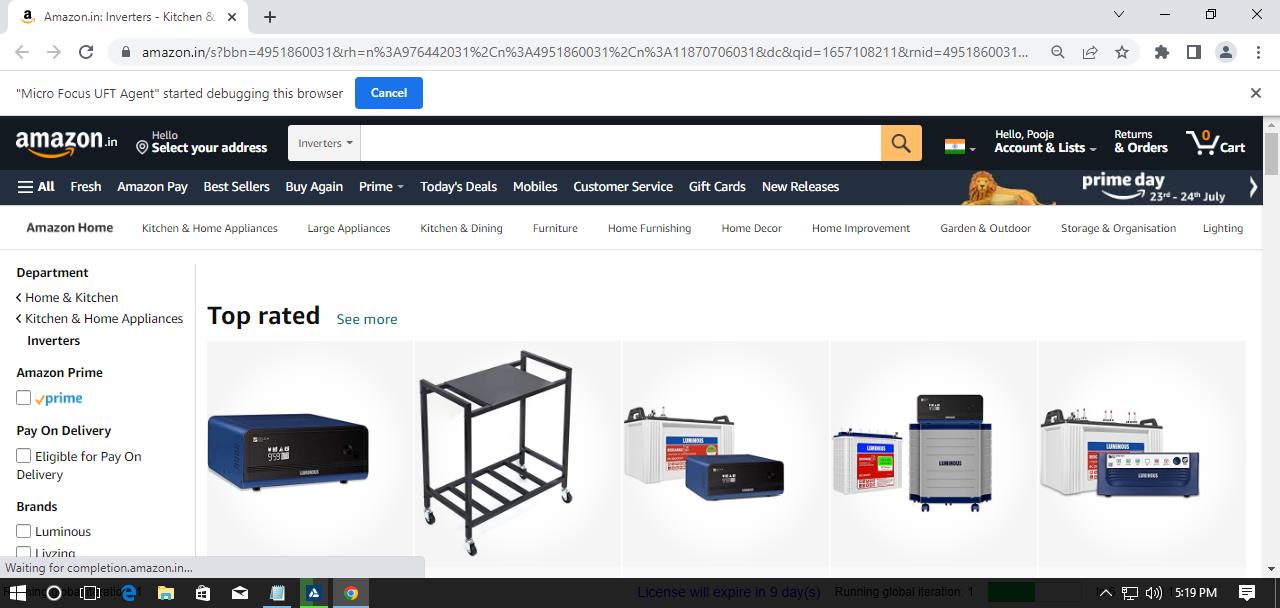 Amazon.in: Inverters - Kitchen &
amazon.in/s?bbn=4951860031&rh=n%3A976442031%2Cn%3A4951860031%2Cn%3A11870706031&dc&qid=1657108211&rnid=4951860031...
"Micro Focus UFT Agent" started debugging this browser
Cancel
amazon.in
Hello
Select your address
Inverters
Hello, Pooja
Account & Lists
Returns
& Orders
0
Cart
All
Fresh
Amazon Pay
Best Sellers
Buy Again
Prime
Today's Deals
Mobiles
Customer Service
Gift Cards
New Releases
prime day
23rd - 24th July
Amazon Home
Kitchen & Home Appliances
Large Appliances
Kitchen & Dining
Furniture
Home Furnishing
Home Decor
Home Improvement
Garden & Outdoor
Storage & Organisation
Lighting
Department
Home & Kitchen
Kitchen & Home Appliances
Inverters
Amazon Prime
prime
Pay On Delivery
Eligible for Pay On
Delivery
Brands
Luminous
Livzing
Top rated
See more
LUMINOUS
LUMINOUS
LUMINOUS
LUMINOUS
LUMINOUS
LUMINOUS
Waiting for completion.amazon.in...
License will expire in 9 day(s)
Running global iteration: 1
5:19 PM